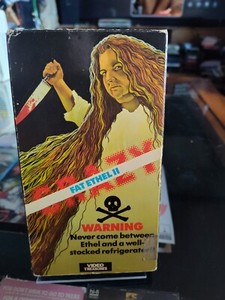 CRAZY
FAT ETHEL II
WARNING
Never come between
Ethel and a well-
stocked refrigerator!!
VIDEO
TREASURES